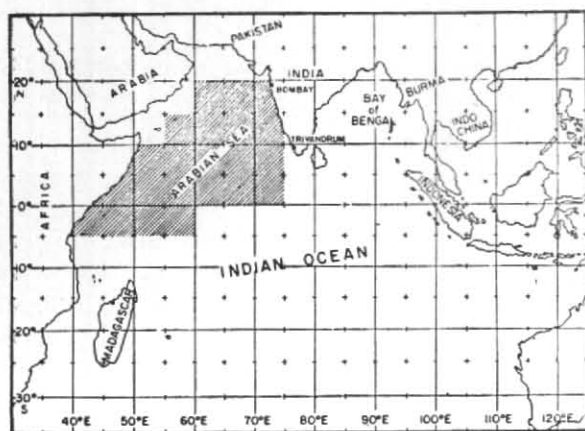 PAKISTAN
ARABIA
20°
N
INDIA
BOMBAY
BURMA
BAY
OF
BENGAL
INDO
CHINA
10°
ARABIAN SEA
TRIVANDRUM
AFRICA
0°
INDONESIA
INDIAN OCEAN
10°
MADAGASCAR
20°
30°
S
40°E 50°E 60°E 70°E 80°E 90°E 100°E 110°E 120°E